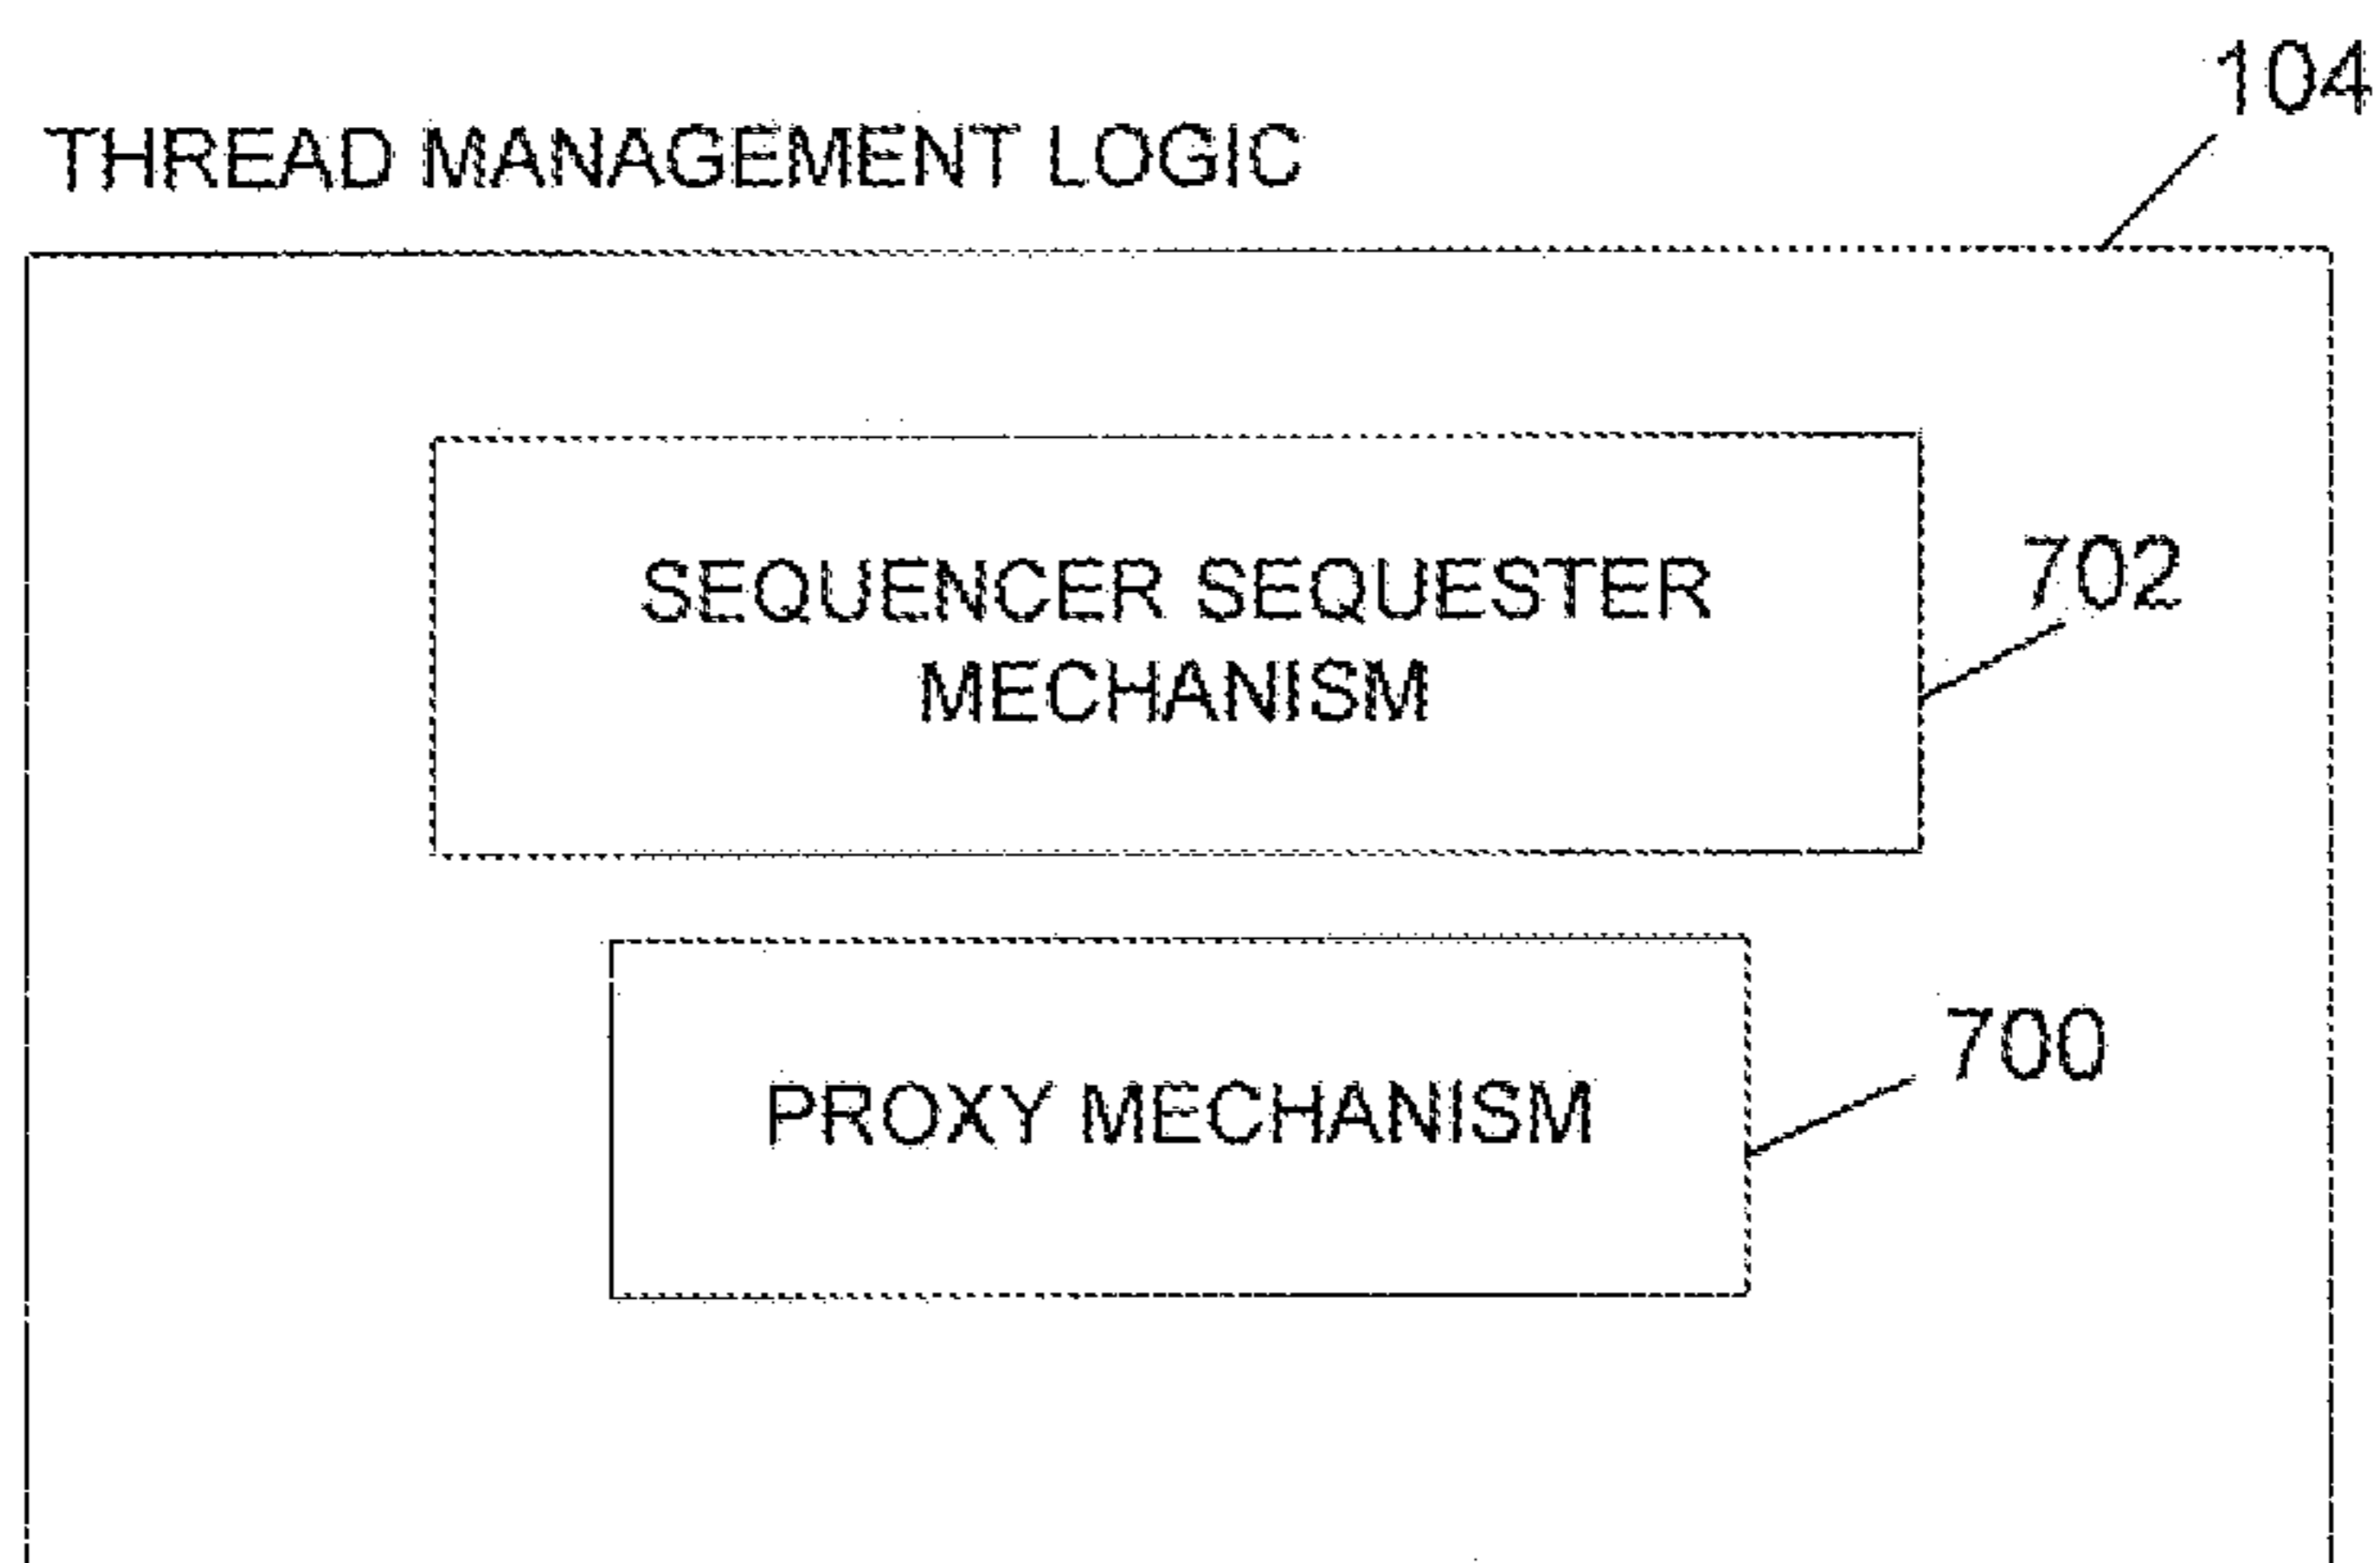 104
THREAD MANAGEMENT LOGIC
SEQUENCER SEQUESTER
MECHANISM
702
PROXY MECHANISM
700